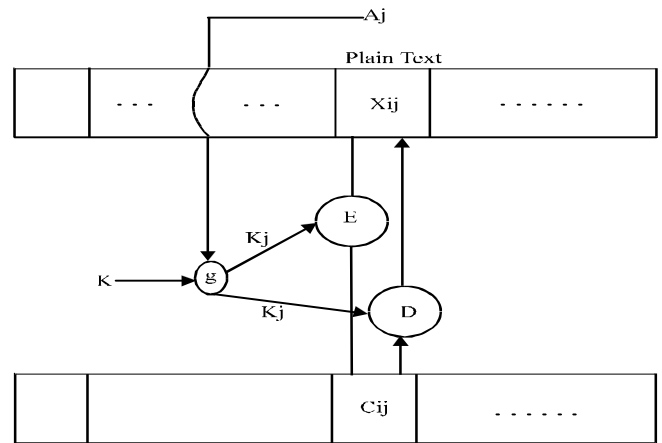 Aj
Plain Text
- - - - - - Xij - - - - - -
E
Kj
K g
Kj D
Cij - - - - - -